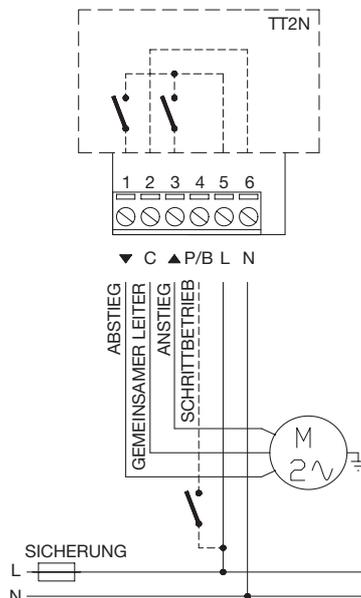 TT2N
1 2 3 4 5 6
▼ C ▲ P/B L N
ABSTIEG
GEMEINSAMER LEITER
ANSTIEG
SCHRITTBETRIEB
M
2∿
SICHERUNG
L
N